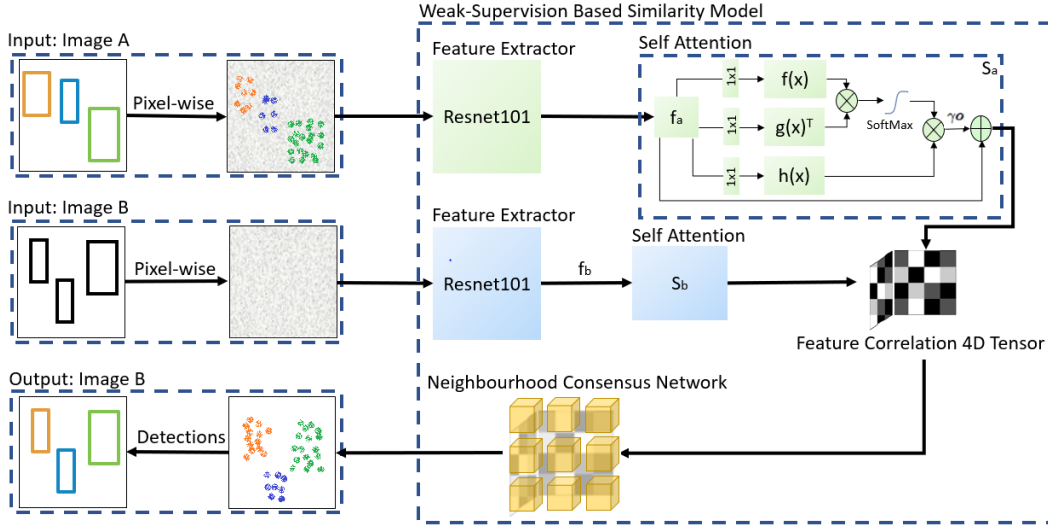 Weak-Supervision Based Similarity Model
Input: Image A
Pixel-wise
Feature Extractor
Resnet101
Self Attention
Sₐ
fₐ
1x1
f(x)
1x1
g(x)ᵀ
1x1
h(x)
SoftMax
γo
Input: Image B
Pixel-wise
Feature Extractor
Resnet101
f_b
Self Attention
S_b
Feature Correlation 4D Tensor
Output: Image B
Detections
Neighbourhood Consensus Network